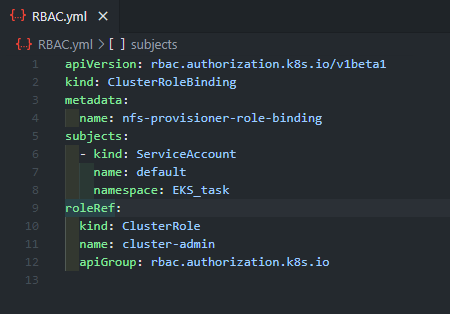 RBAC.yml ×
RBAC.yml > [ ] subjects
1 apiVersion: rbac.authorization.k8s.io/v1beta1
2 kind: ClusterRoleBinding
3 metadata:
4   name: nfs-provisioner-role-binding
5 subjects:
6   - kind: ServiceAccount
7     name: default
8     namespace: EKS_task
9 roleRef:
10   kind: ClusterRole
11   name: cluster-admin
12   apiGroup: rbac.authorization.k8s.io
13